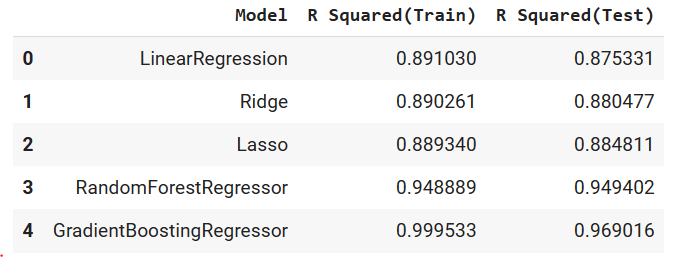 Model R Squared(Train) R Squared(Test)
0 LinearRegression 0.891030 0.875331
1 Ridge 0.890261 0.880477
2 Lasso 0.889340 0.884811
3 RandomForestRegressor 0.948889 0.949402
4 GradientBoostingRegressor 0.999533 0.969016